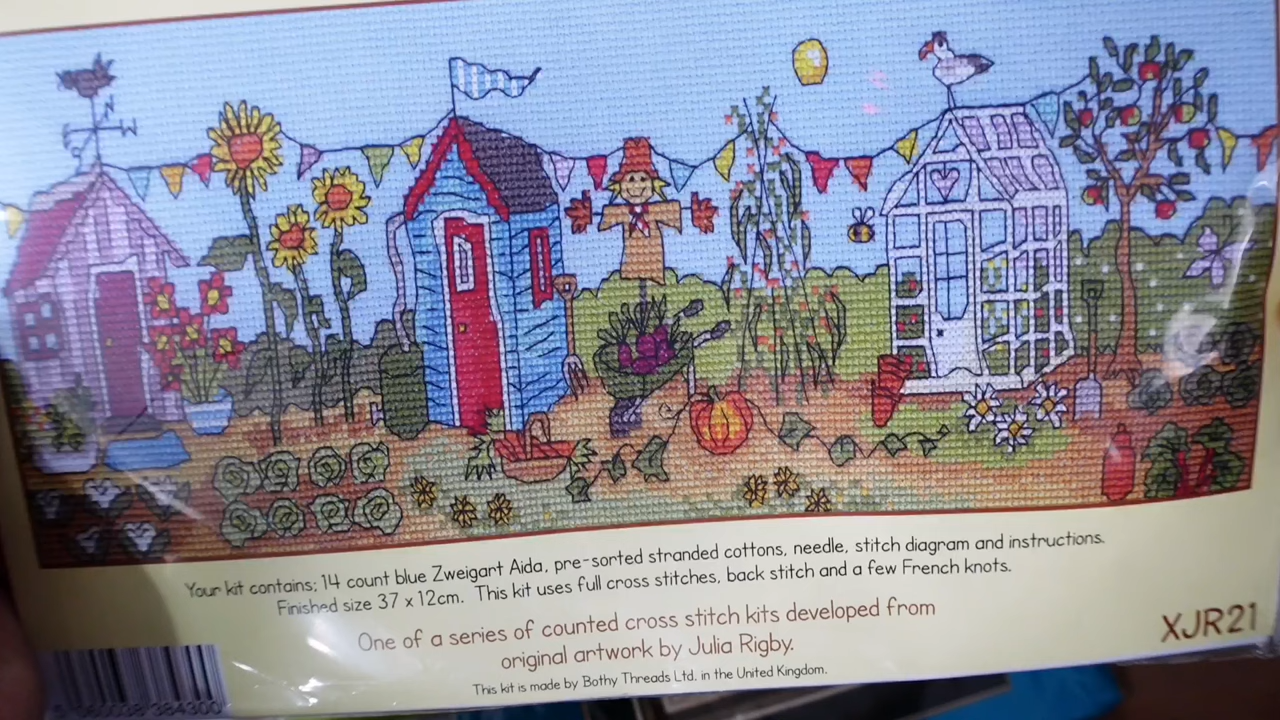 N
W
Your kit contains; 14 count blue Zweigart Aida, pre-sorted stranded cottons, needle, stitch diagram and instructions.
Finished size 37 x 12cm. This kit uses full cross stitches, back stitch and a few French knots.
One of a series of counted cross stitch kits developed from
original artwork by Julia Rigby.
XJR21
This kit is made by Bothy Threads Ltd. in the United Kingdom.
384300